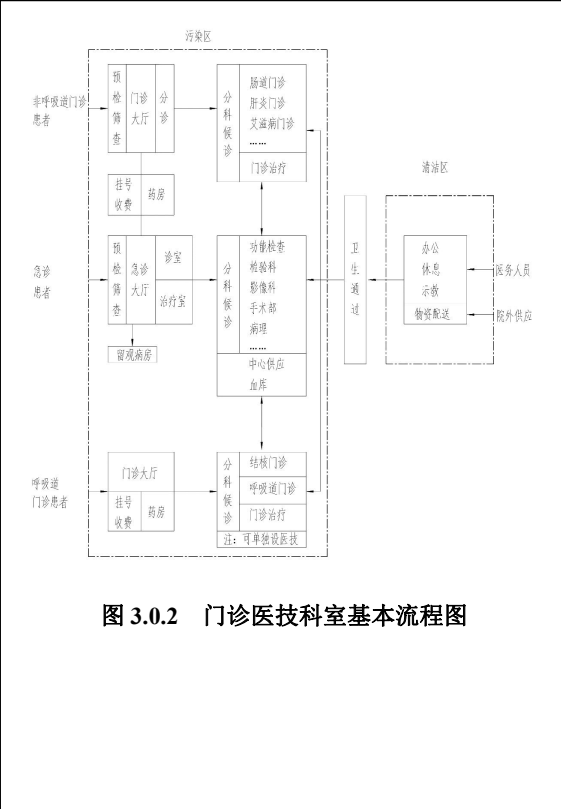 污染区
非呼吸道门诊
患者
预检筛查
门诊
大厅
分诊
分科候诊
肠道门诊
肝炎门诊
艾滋病门诊
……
门诊治疗
挂号
收费
药房
清洁区
急诊
患者
预检筛查
急诊
大厅
诊室
治疗室
留观病房
分科候诊
功能检查
检验科
影像科
手术部
病理
……
中心供应
血库
卫生通过
办公
休息
示教
物资配送
医务人员
院外供应
呼吸道
门诊患者
门诊大厅
挂号
收费
药房
分科候诊
结核门诊
呼吸道门诊
门诊治疗
注：可单独设医技
图 3.0.2 门诊医技科室基本流程图